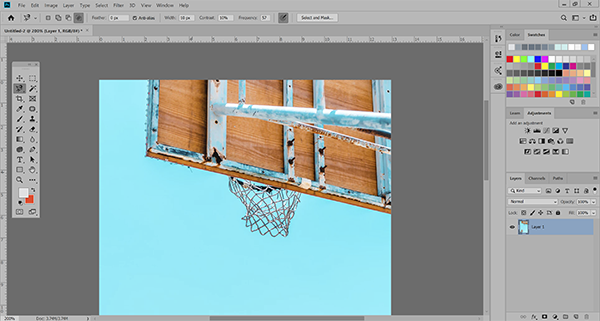 Ps File Edit Image Layer Type Select Filter 3D View Window Help
Feather: 0 px Anti-alias Width: 10 px Contrast: 10% Frequency: 57 Select and Mask...
Untitled-2 @ 200% (Layer 1, RGB/8#) *
Color Swatches
Learn Adjustments
Add an adjustment
Layers Channels Paths
Kind
Normal Opacity: 100%
Lock: Fill: 100%
Layer 1
200% Doc: 3.74M/3.74M